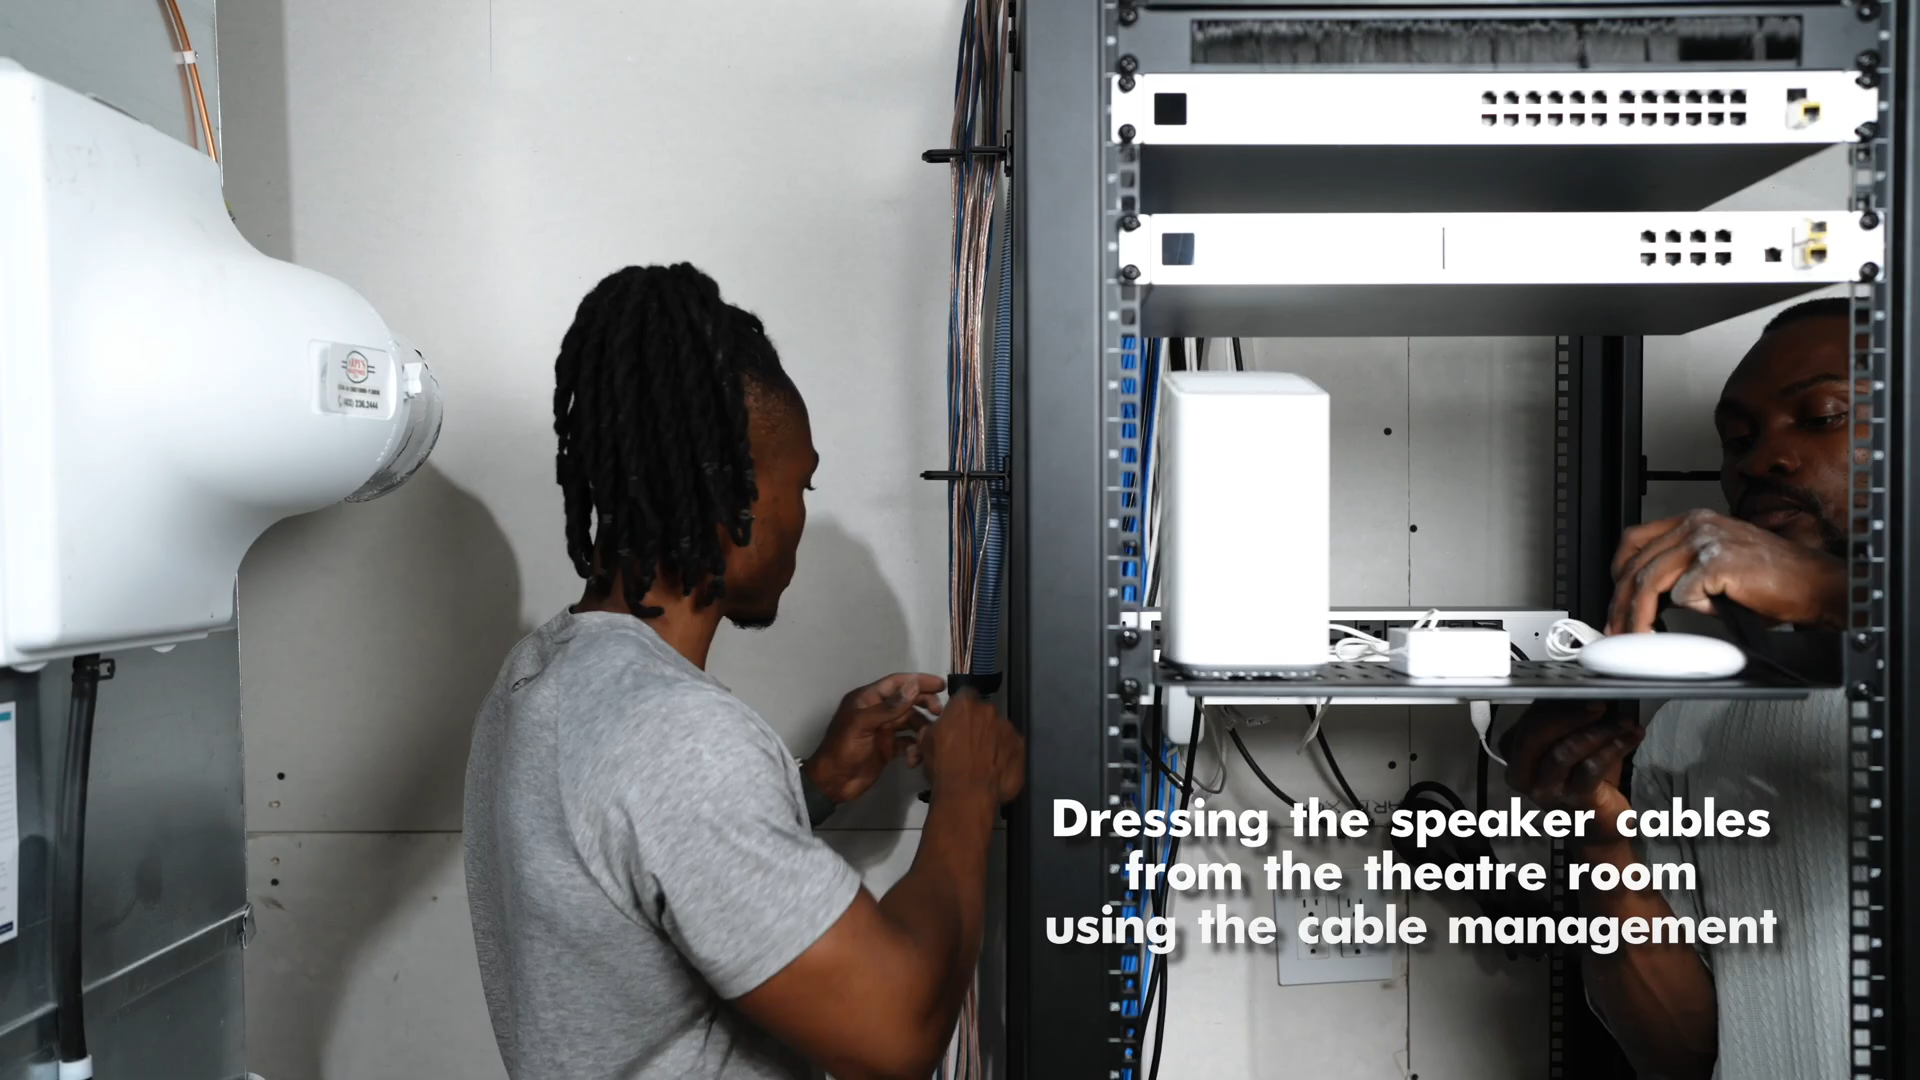 Dressing the speaker cables
from the theatre room
using the cable management